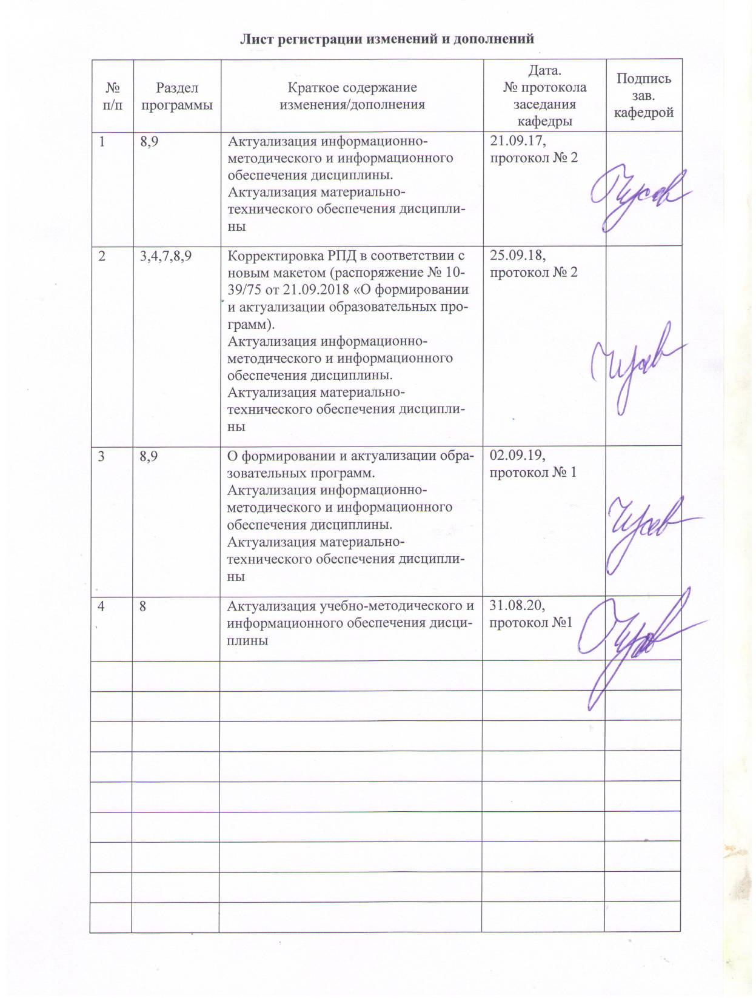 Лист регистрации изменений и дополнений
№
п/п
Раздел
программы
Краткое содержание
изменения/дополнения
Дата.
№ протокола
заседания
кафедры
Подпись
зав.
кафедрой
1
8,9
Актуализация информационно-
методического и информационного
обеспечения дисциплины.
Актуализация материально-
технического обеспечения дисципли-
ны
21.09.17,
протокол № 2
2
3,4,7,8,9
Корректировка РПД в соответствии с
новым макетом (распоряжение № 10-
39/75 от 21.09.2018 «О формировании
и актуализации образовательных про-
грамм).
Актуализация информационно-
методического и информационного
обеспечения дисциплины.
Актуализация материально-
технического обеспечения дисципли-
ны
25.09.18,
протокол № 2
3
8,9
О формировании и актуализации обра-
зовательных программ.
Актуализация информационно-
методического и информационного
обеспечения дисциплины.
Актуализация материально-
технического обеспечения дисципли-
ны
02.09.19,
протокол № 1
4
8
Актуализация учебно-методического и
информационного обеспечения дисци-
плины
31.08.20,
протокол №1